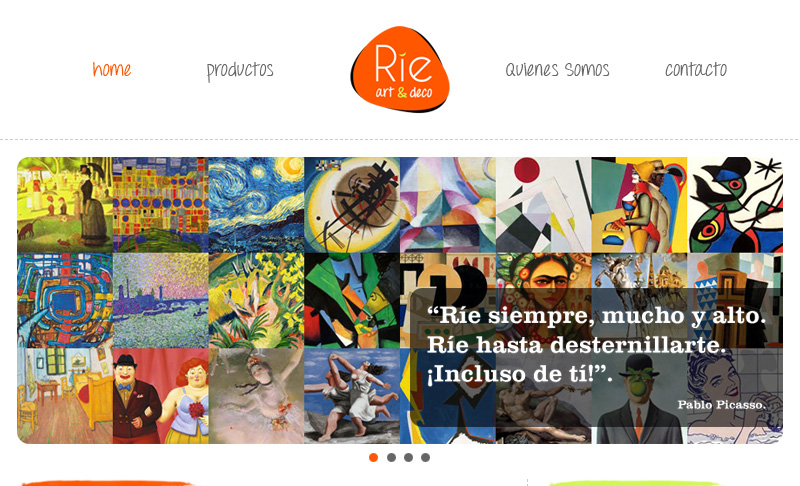 home
productos
Ríe
art & deco
Quienes Somos
contacto
“Ríe siempre, mucho y alto.
Ríe hasta desternillarte.
¡Incluso de tí!”.
Pablo Picasso.